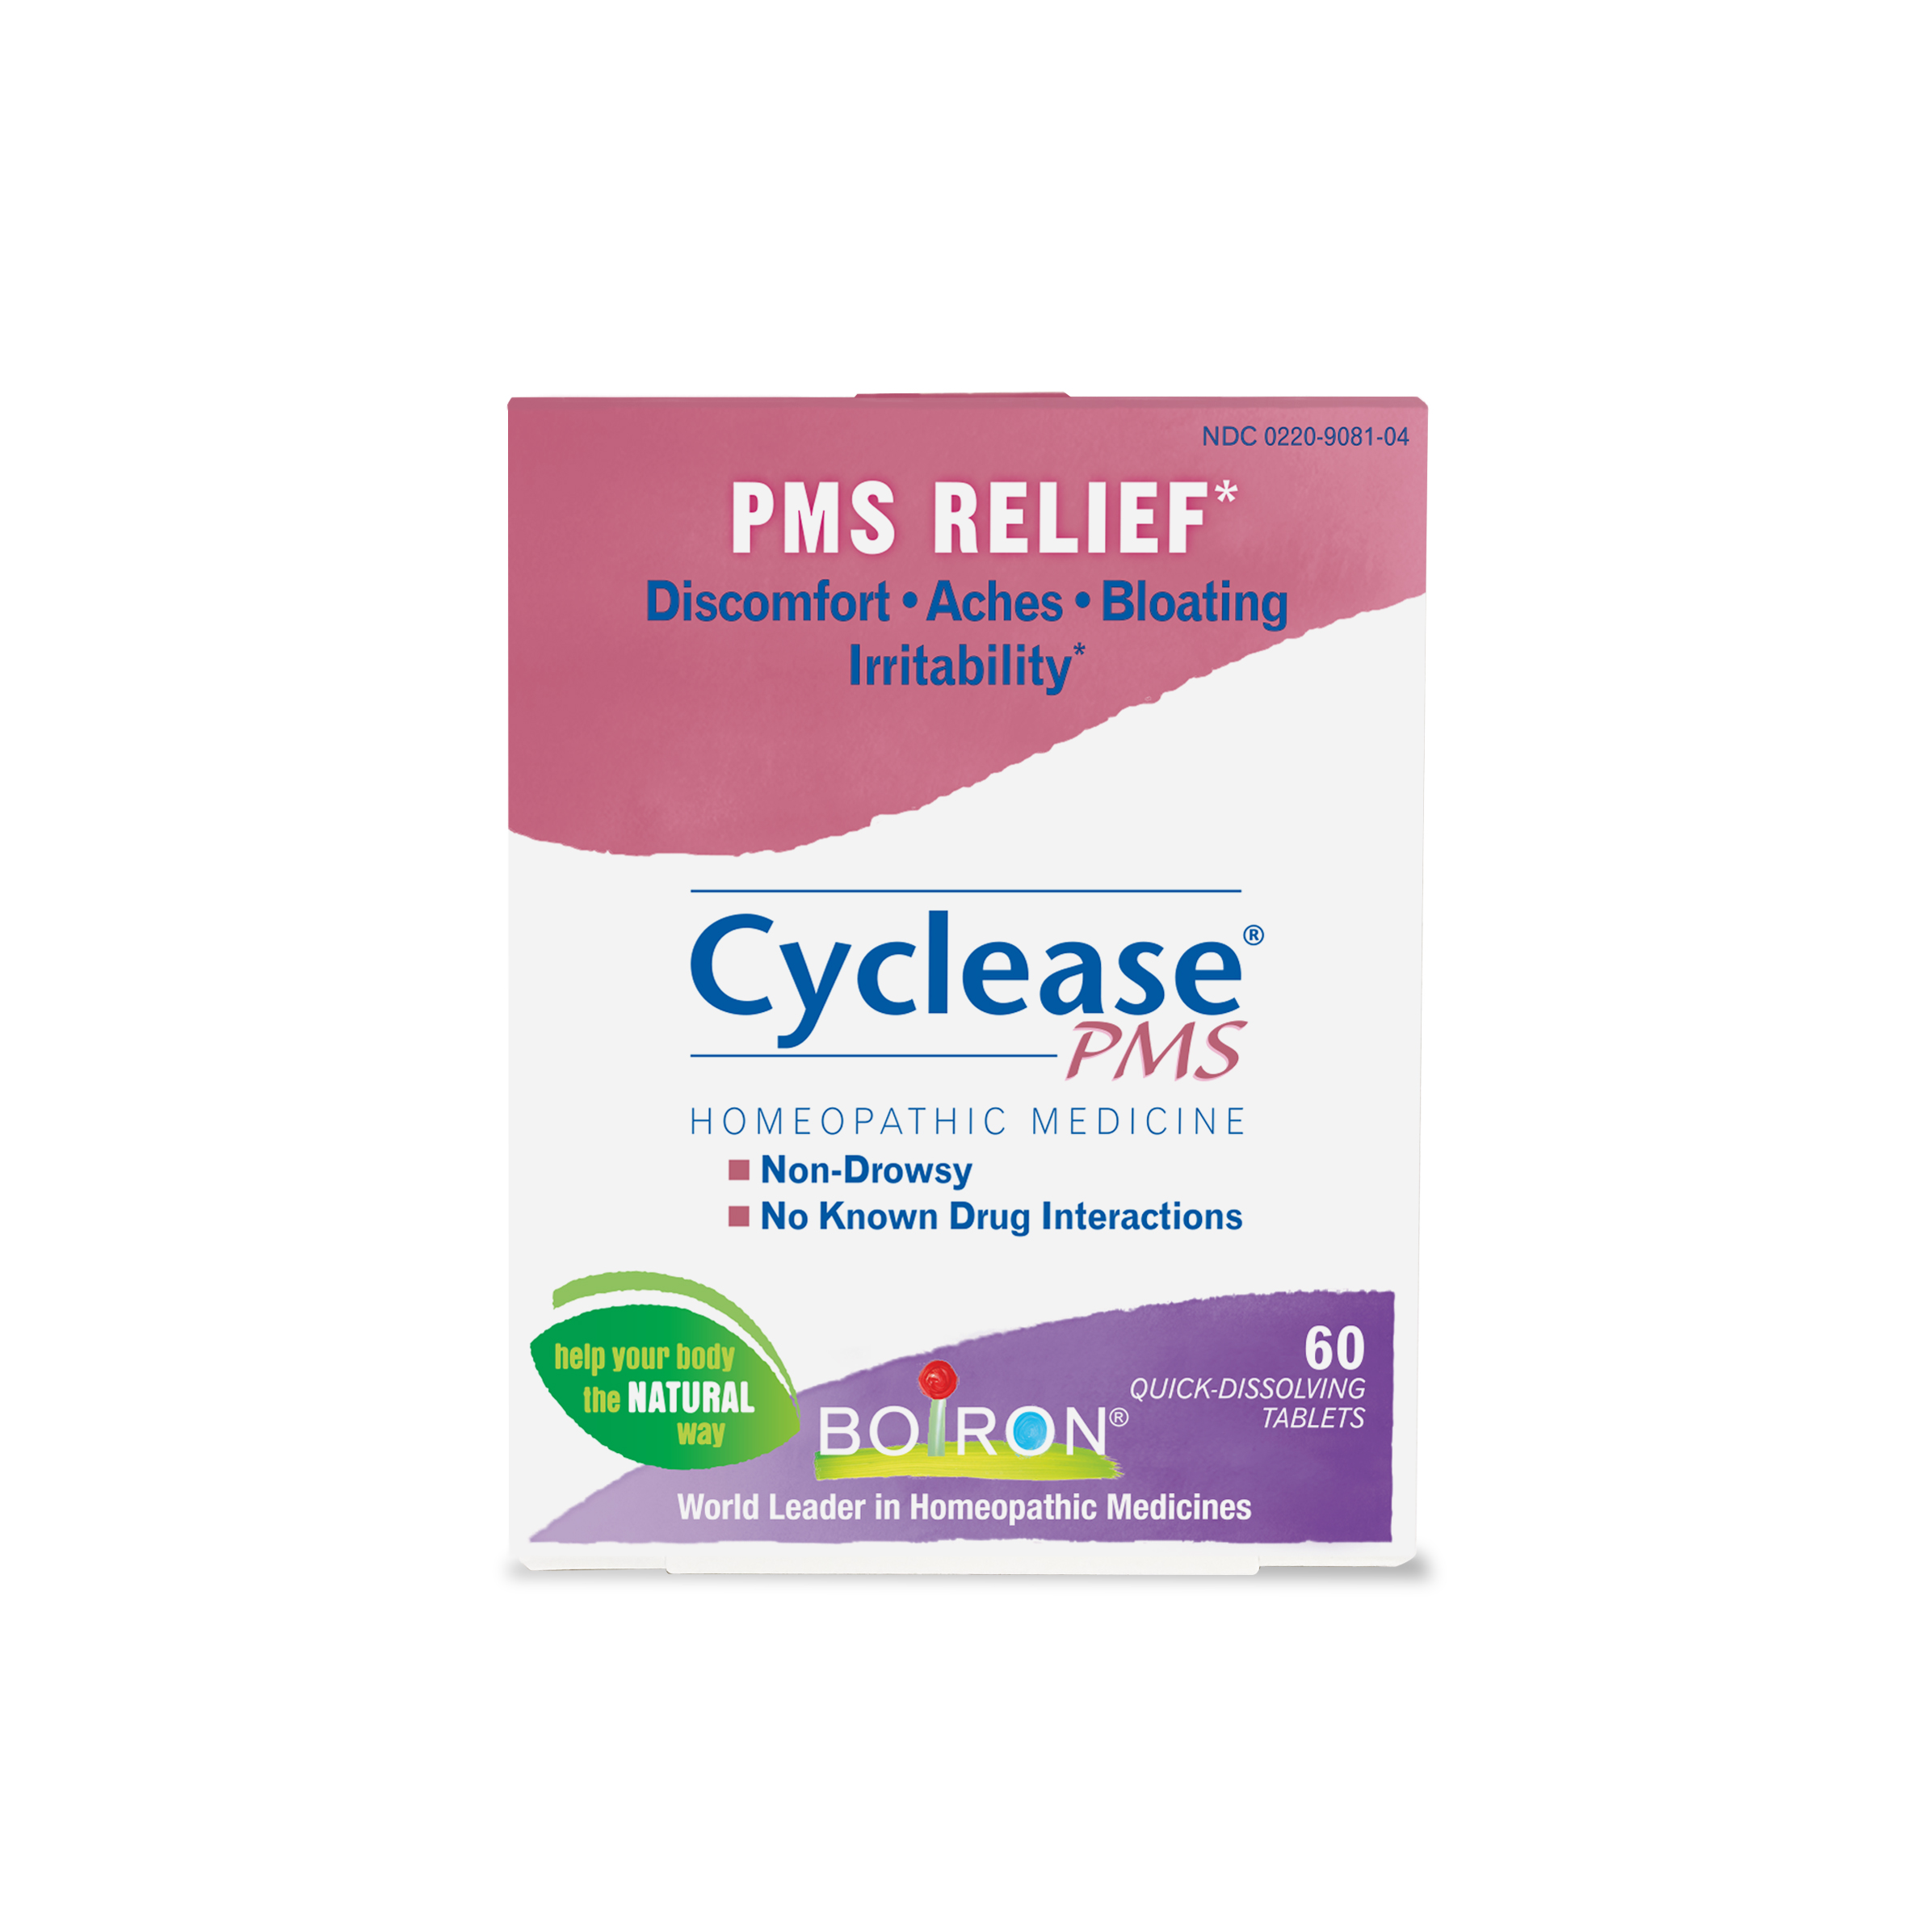 NDC 0220-9081-04
PMS RELIEF*
Discomfort • Aches • Bloating
Irritability*
Cyclease®
PMS
HOMEOPATHIC MEDICINE
■ Non-Drowsy
■ No Known Drug Interactions
help your body
the NATURAL
way
BOIRON®
60
QUICK-DISSOLVING
TABLETS
World Leader in Homeopathic Medicines